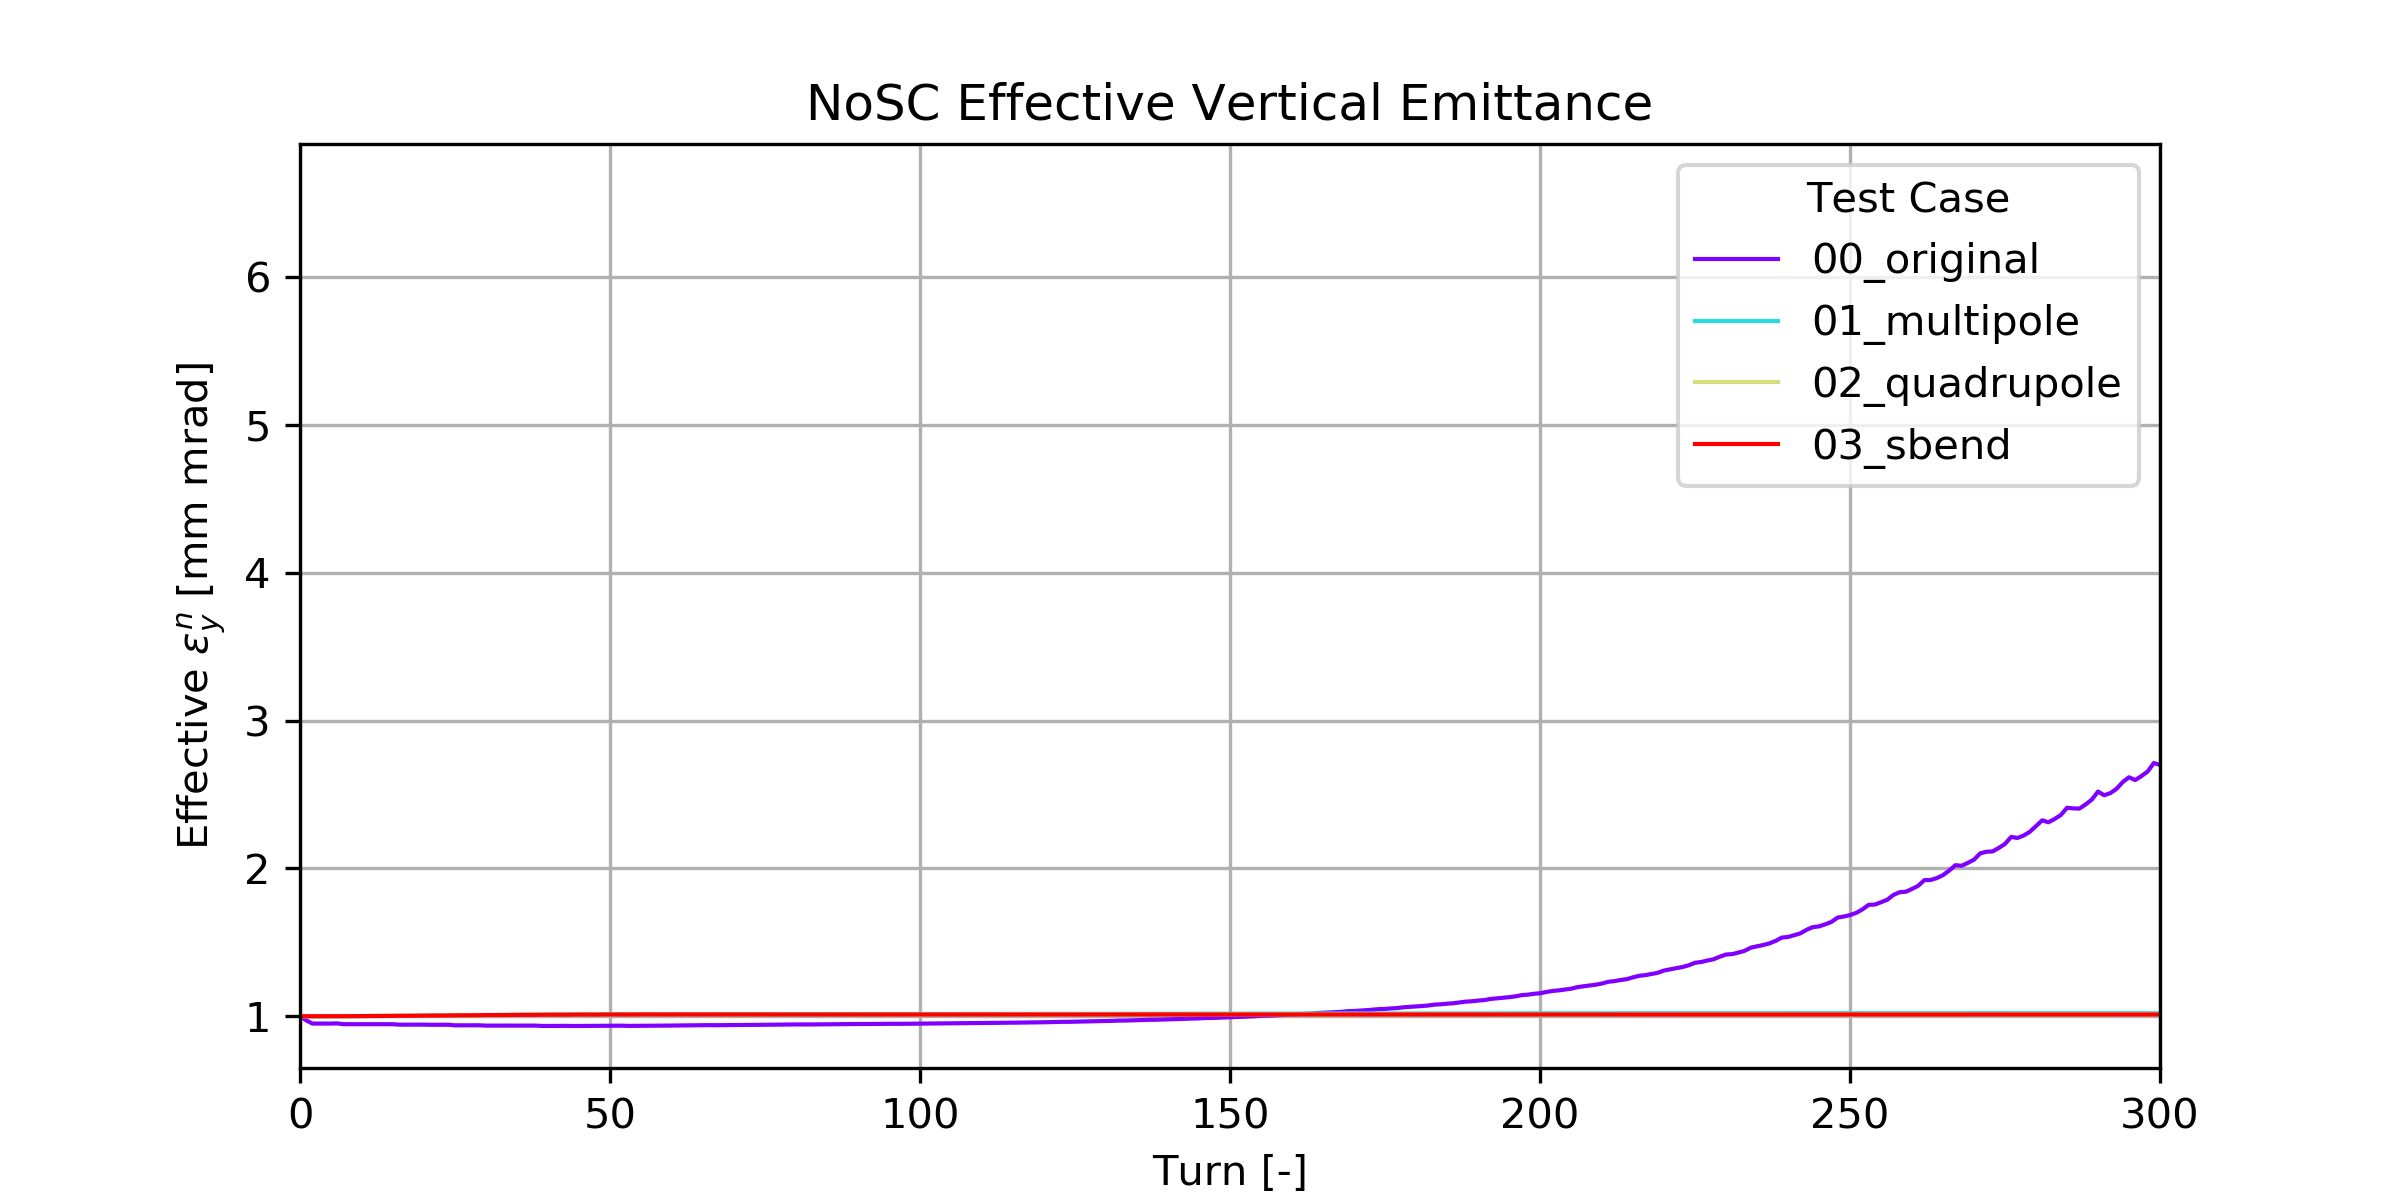 NoSC Effective Vertical Emittance
Effective εyⁿ [mm mrad]
6
5
4
3
2
1
0 50 100 150 200 250 300
Turn [-]
Test Case
00_original
01_multipole
02_quadrupole
03_sbend